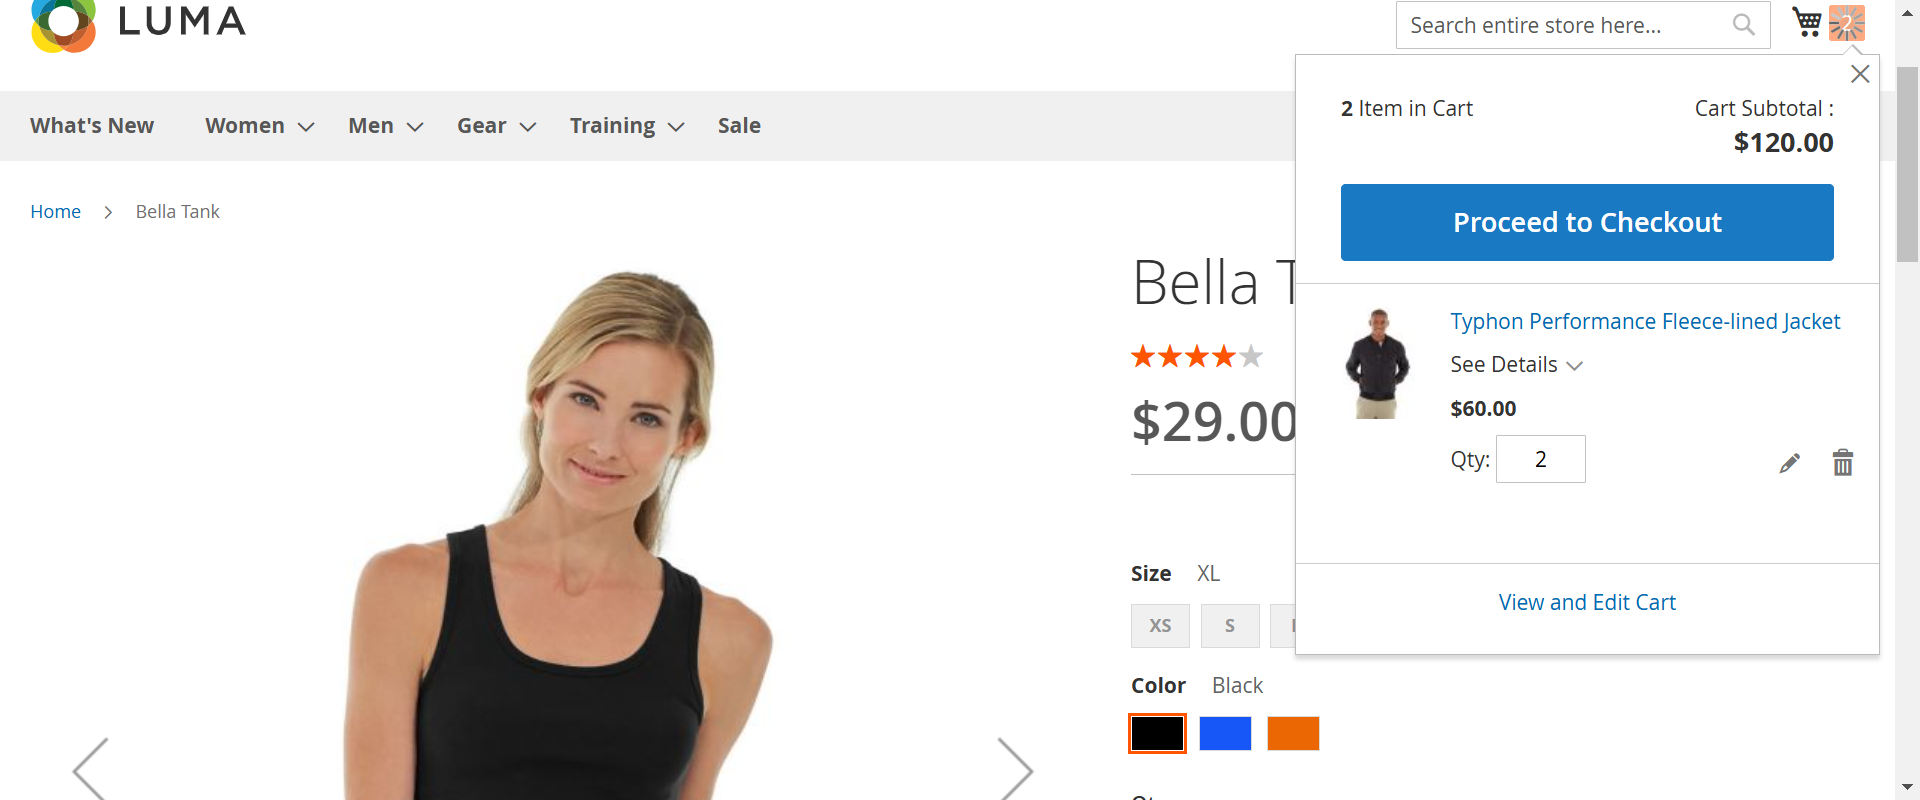 LUMA
Search entire store here...
2
What's New
Women
Men
Gear
Training
Sale
2 Item in Cart
Cart Subtotal :
$120.00
Proceed to Checkout
Home
Bella Tank
Bella T
Typhon Performance Fleece-lined Jacket
See Details
$29.00
$60.00
Qty: 2
Size XL
XS
S
View and Edit Cart
Color Black